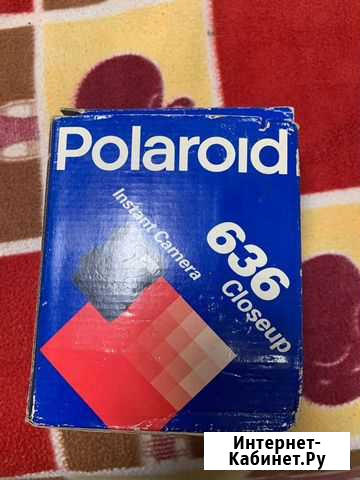 Polaroid
Instant Camera
636
Closeup
Интернет-
Кабинет.Ру